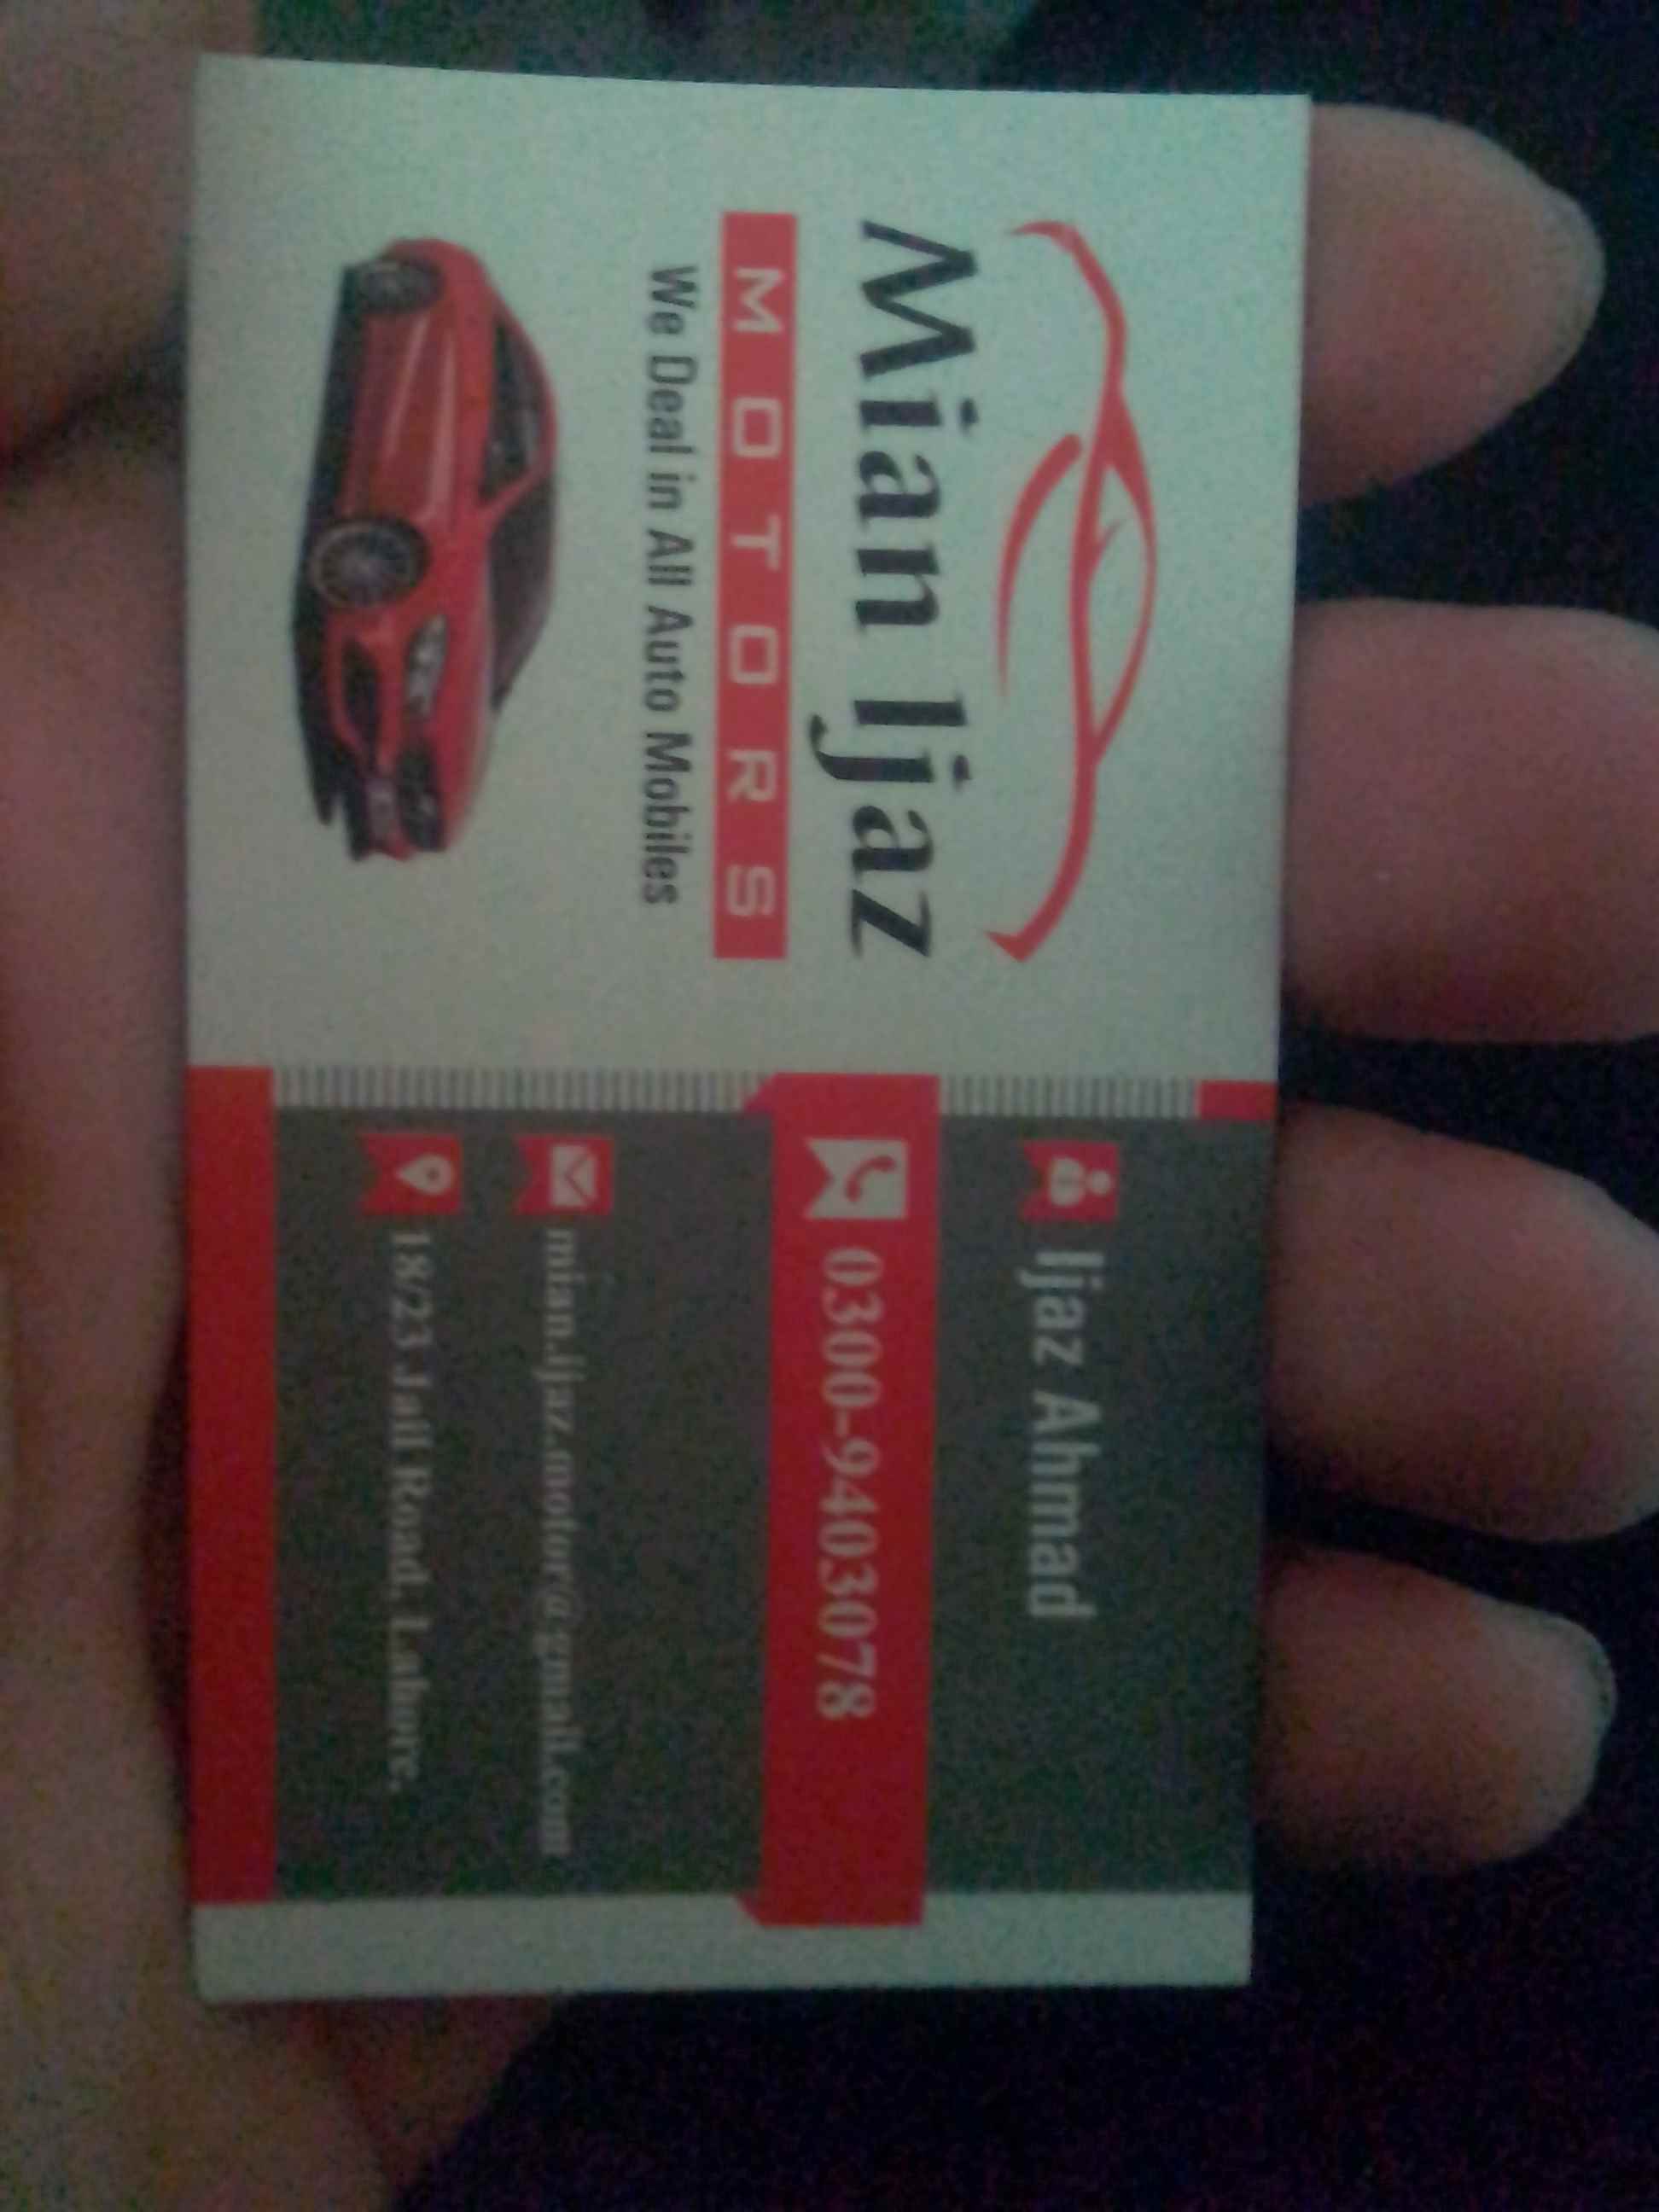 Mian Ijaz
MOTORS
We Deal in All Auto Mobiles
Ijaz Ahmad
0300-9403078
mian.ijaz.motor@gmail.com
18/23 Jail Road, Lahore.